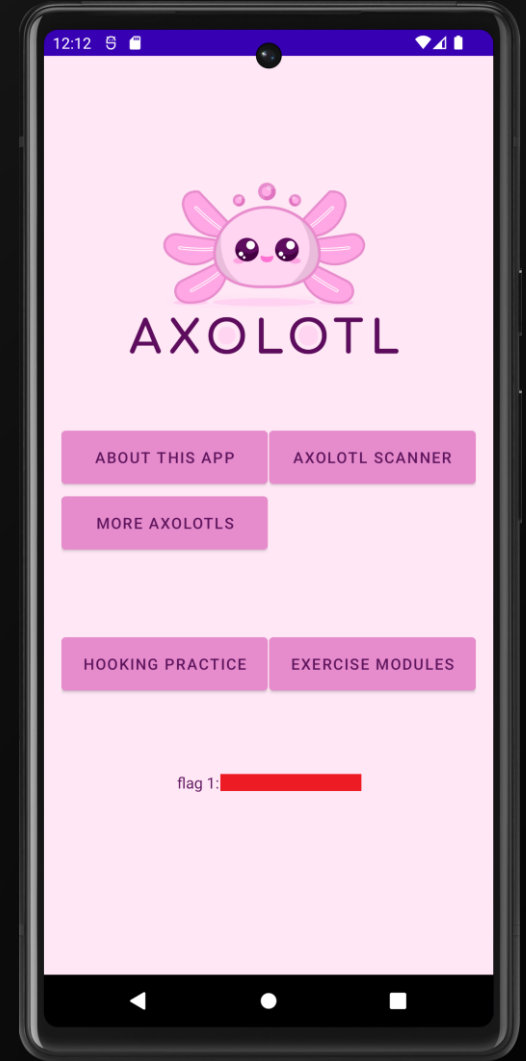 12:12
AXOLOTL
ABOUT THIS APP
AXOLOTL SCANNER
MORE AXOLOTLS
HOOKING PRACTICE
EXERCISE MODULES
flag 1: